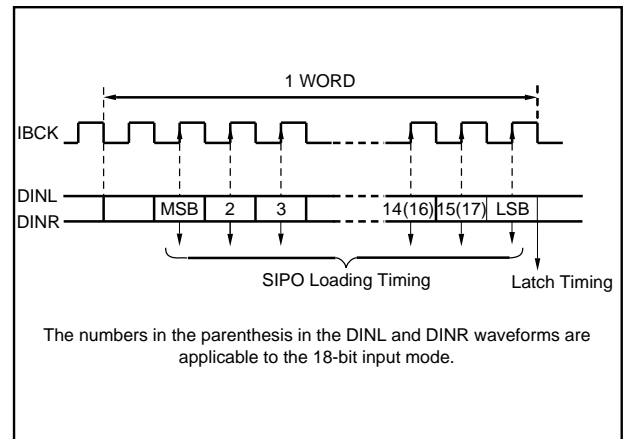 1 WORD
IBCK
DINL
DINR
MSB 2 3 14(16) 15(17) LSB
SIPO Loading Timing
Latch Timing
The numbers in the parenthesis in the DINL and DINR waveforms are
applicable to the 18-bit input mode.